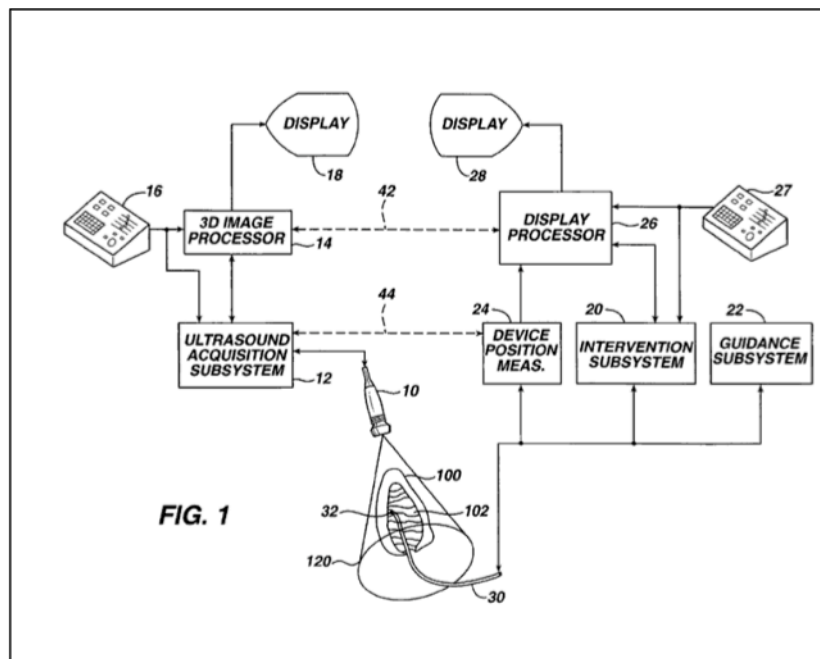 DISPLAY
18
DISPLAY
28
16
27
42
3D IMAGE
PROCESSOR
14
DISPLAY
PROCESSOR
26
44
24
20
22
ULTRASOUND
ACQUISITION
SUBSYSTEM
12
DEVICE
POSITION
MEAS.
INTERVENTION
SUBSYSTEM
GUIDANCE
SUBSYSTEM
10
100
102
32
FIG. 1
120
30